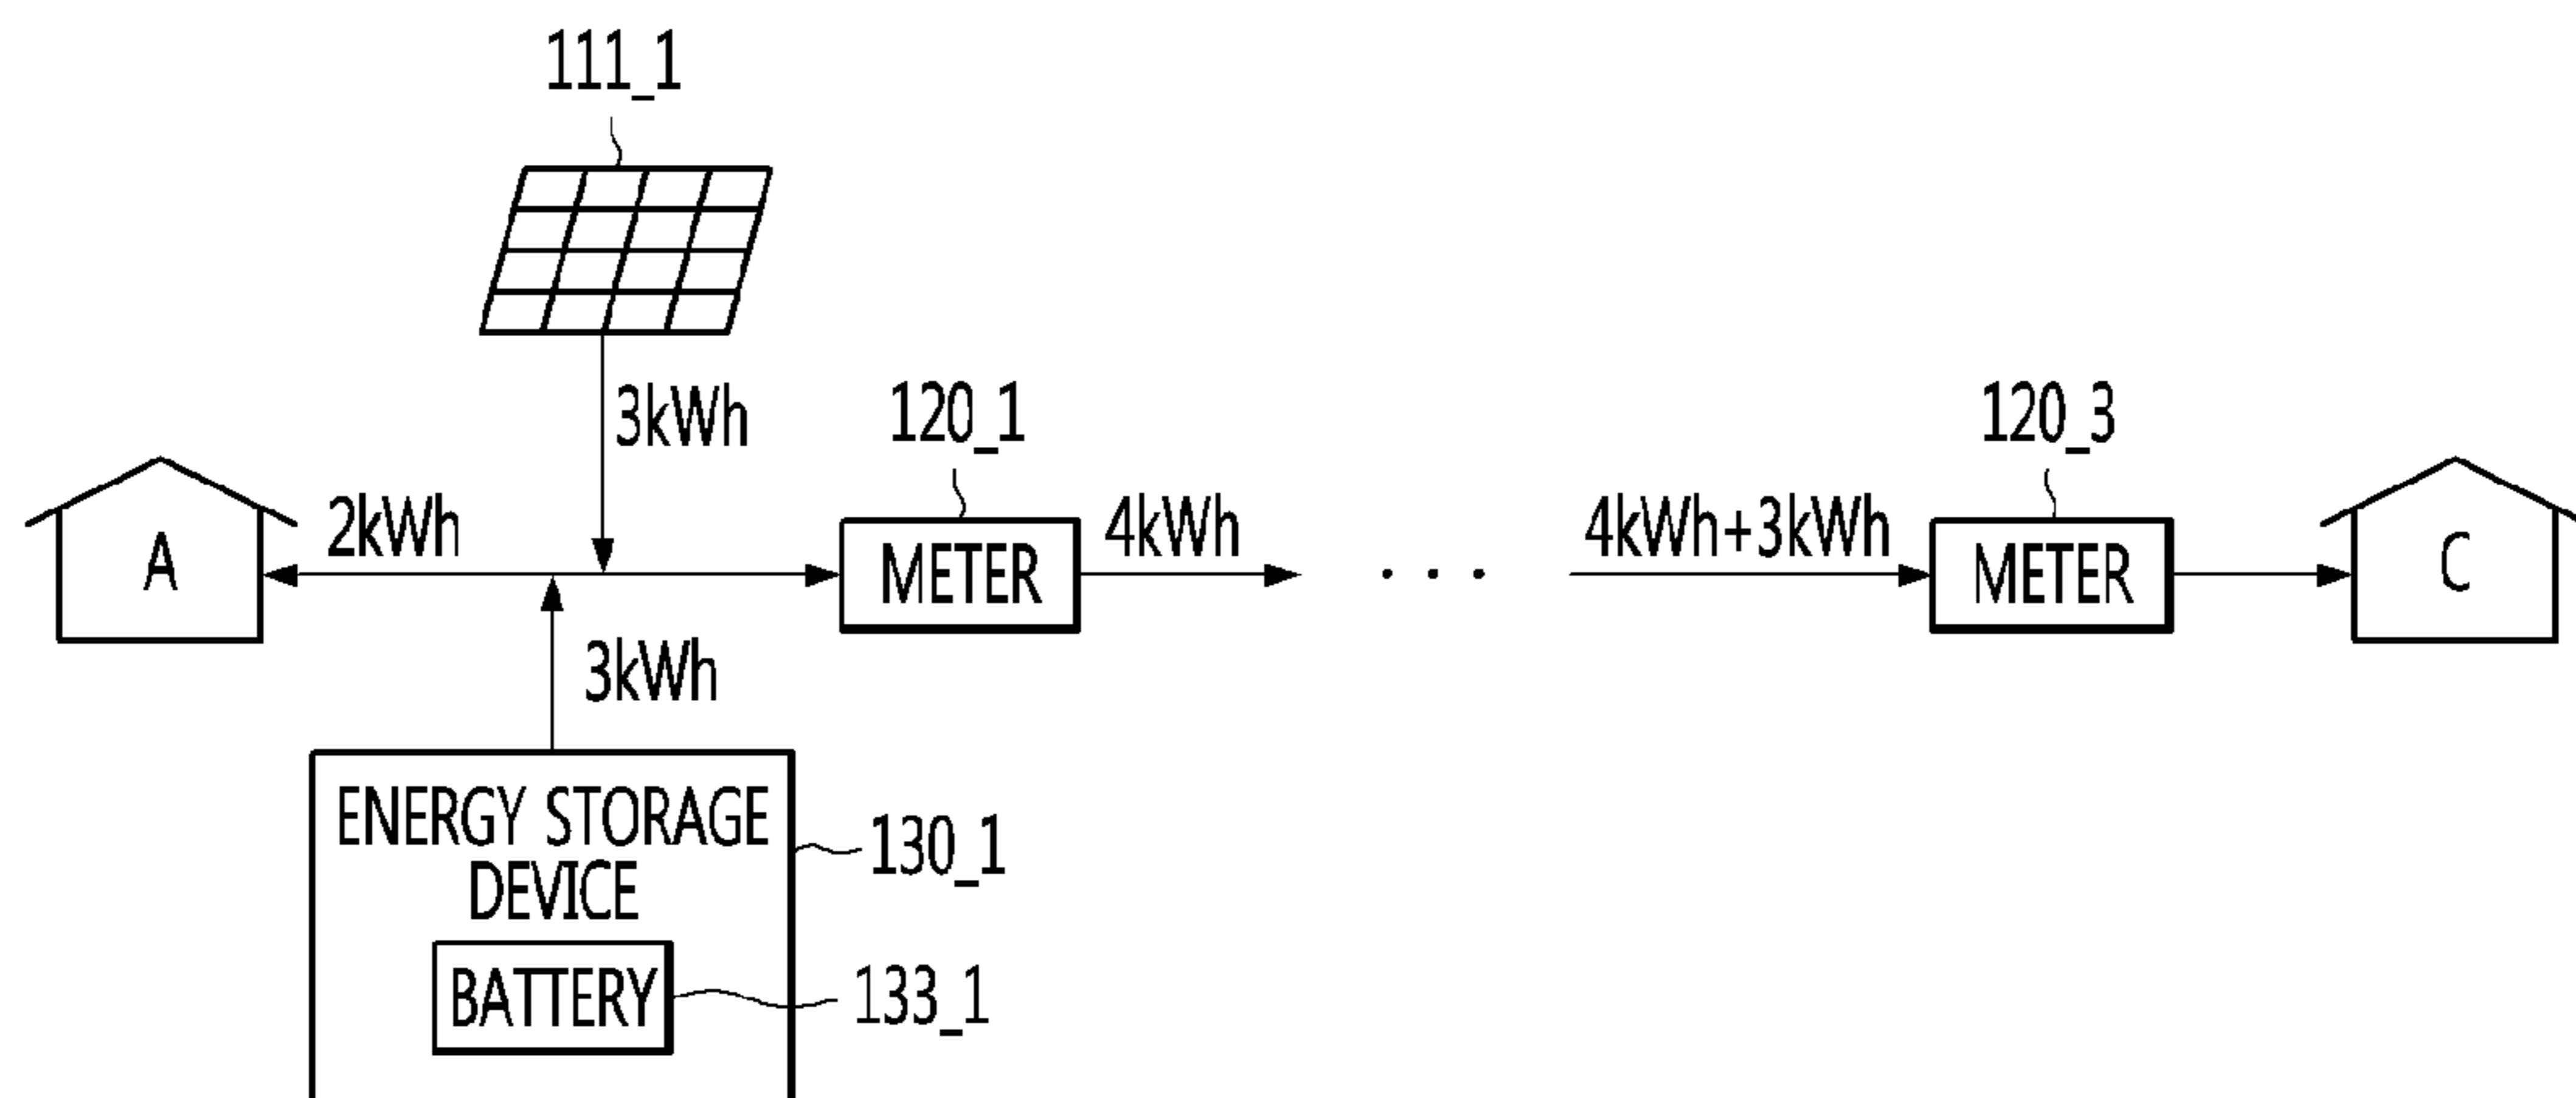 111_1
3kWh
120_1
120_3
2kWh
4kWh
4kWh+3kWh
A
METER
• • •
METER
C
3kWh
ENERGY STORAGE
DEVICE
130_1
BATTERY
133_1